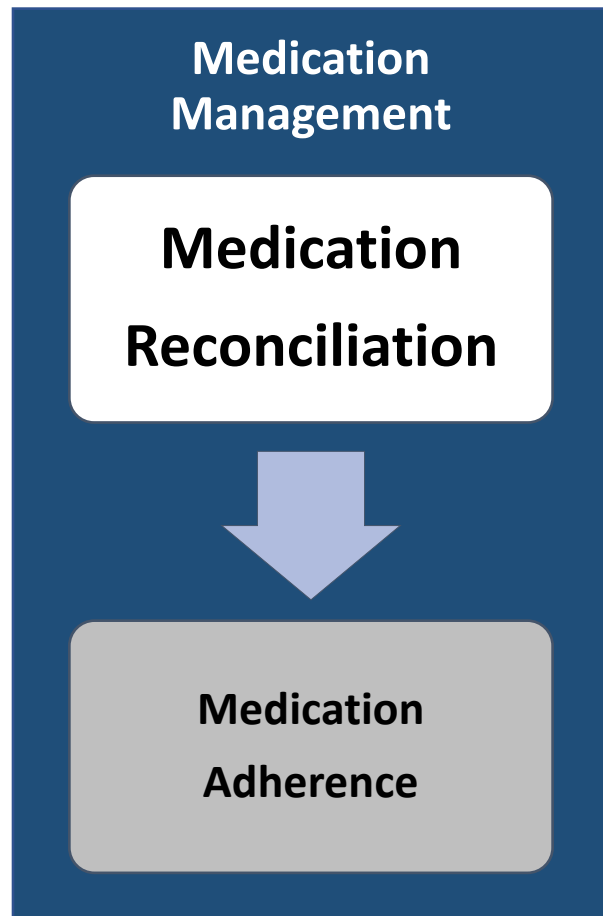 Medication
Management
Medication
Reconciliation
Medication
Adherence